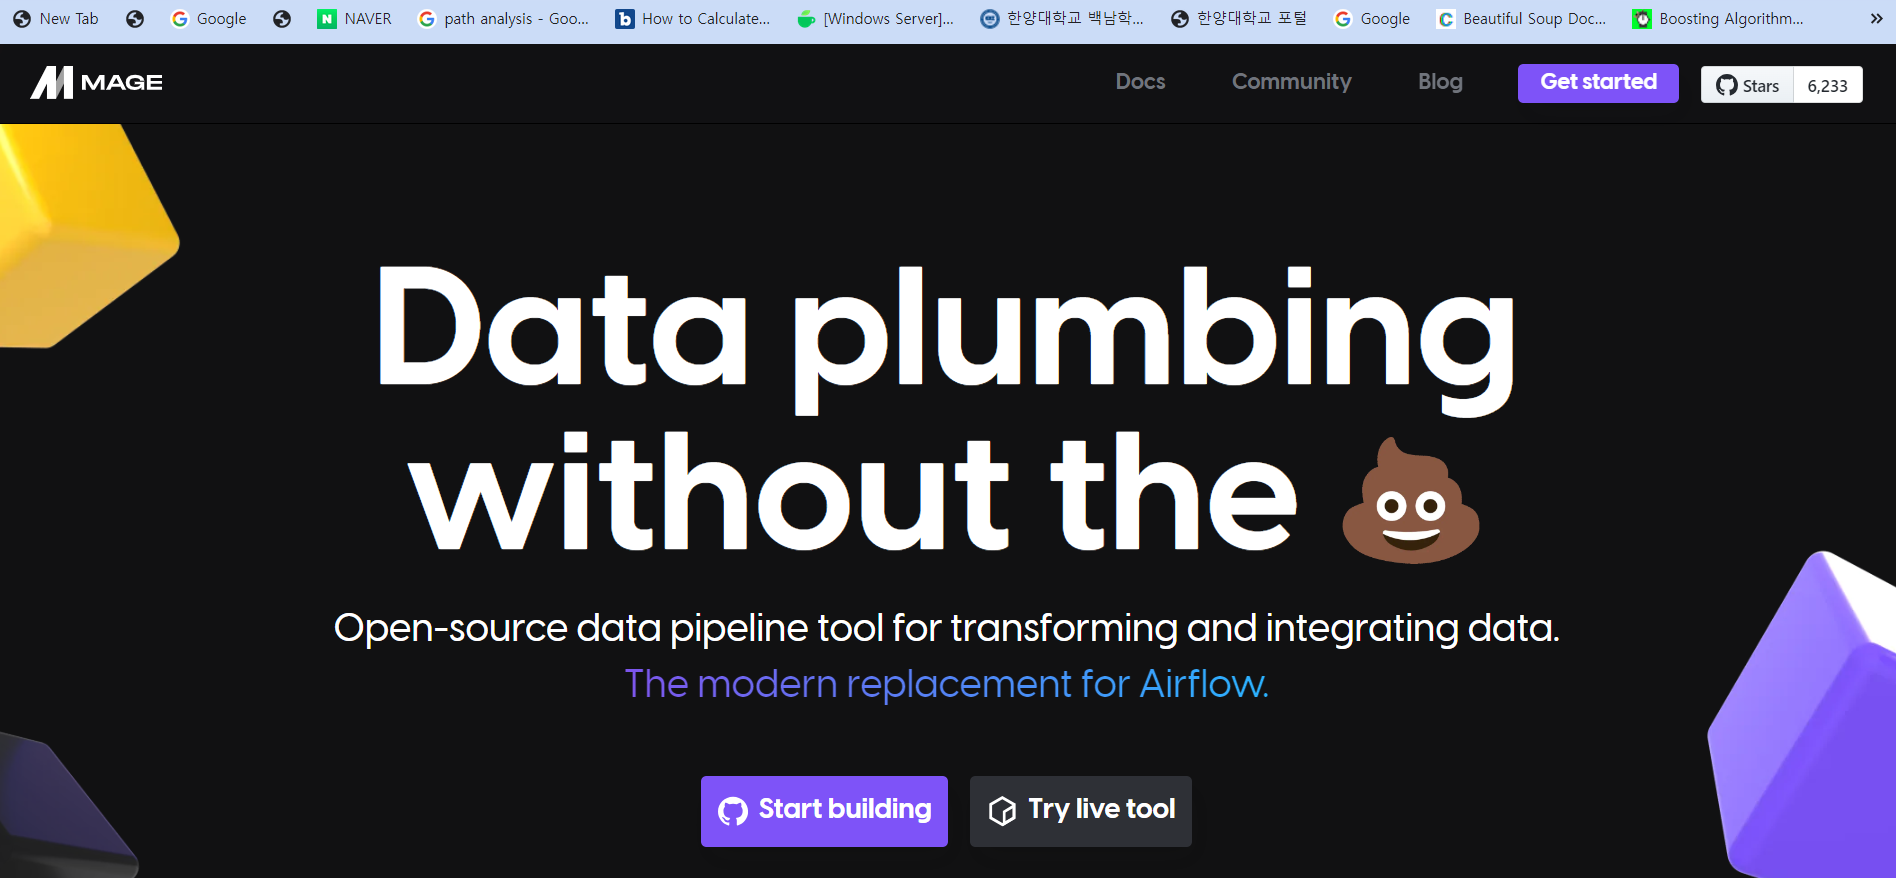 New Tab Google NAVER path analysis - Goo... How to Calculate... [Windows Server]... 한양대학교 백남학... 한양대학교 포털 Google Beautiful Soup Doc... Boosting Algorithm... »
MAGE Docs Community Blog Get started Stars 6,233
Data plumbing
without the 💩
Open-source data pipeline tool for transforming and integrating data.
The modern replacement for Airflow.
Start building Try live tool